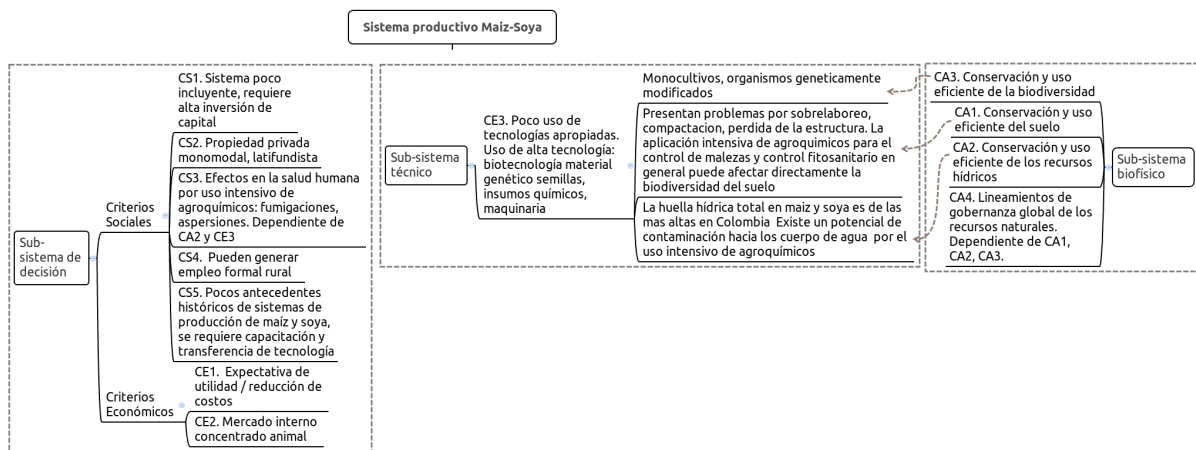 Sistema productivo Maiz-Soya
Sub-
sistema de
decisión
Criterios
Sociales
CS1. Sistema poco
incluyente, requiere
alta inversión de
capital
CS2. Propiedad privada
monomodal, latifundista
CS3. Efectos en la salud humana
por uso intensivo de
agroquímicos: fumigaciones,
aspersiones. Dependiente de
CA2 y CE3
CS4.  Pueden generar
empleo formal rural
CS5. Pocos antecedentes
históricos de sistemas de
producción de maíz y soya,
se requiere capacitación y
transferencia de tecnología
Criterios
Económicos
CE1.  Expectativa de
utilidad / reducción de
costos
CE2. Mercado interno
concentrado animal
Sub-sistema
técnico
CE3. Poco uso de
tecnologías apropiadas.
Uso de alta tecnología:
biotecnología material
genético semillas,
insumos químicos,
maquinaria
Monocultivos, organismos geneticamente
modificados
Presentan problemas por sobrelaboreo,
compactacion, perdida de la estructura. La
aplicación intensiva de agroquimicos para el
control de malezas y control fitosanitario en
general puede afectar directamente la
biodiversidad del suelo
La huella hídrica total en maiz y soya es de las
mas altas en Colombia  Existe un potencial de
contaminación hacia los cuerpo de agua  por el
uso intensivo de agroquímicos
CA3. Conservación y uso
eficiente de la biodiversidad
CA1. Conservación y uso
eficiente del suelo
CA2. Conservación y uso
eficiente de los recursos
hídricos
CA4. Lineamientos de
gobernanza global de los
recursos naturales.
Dependiente de CA1,
CA2, CA3.
Sub-sistema
biofísico